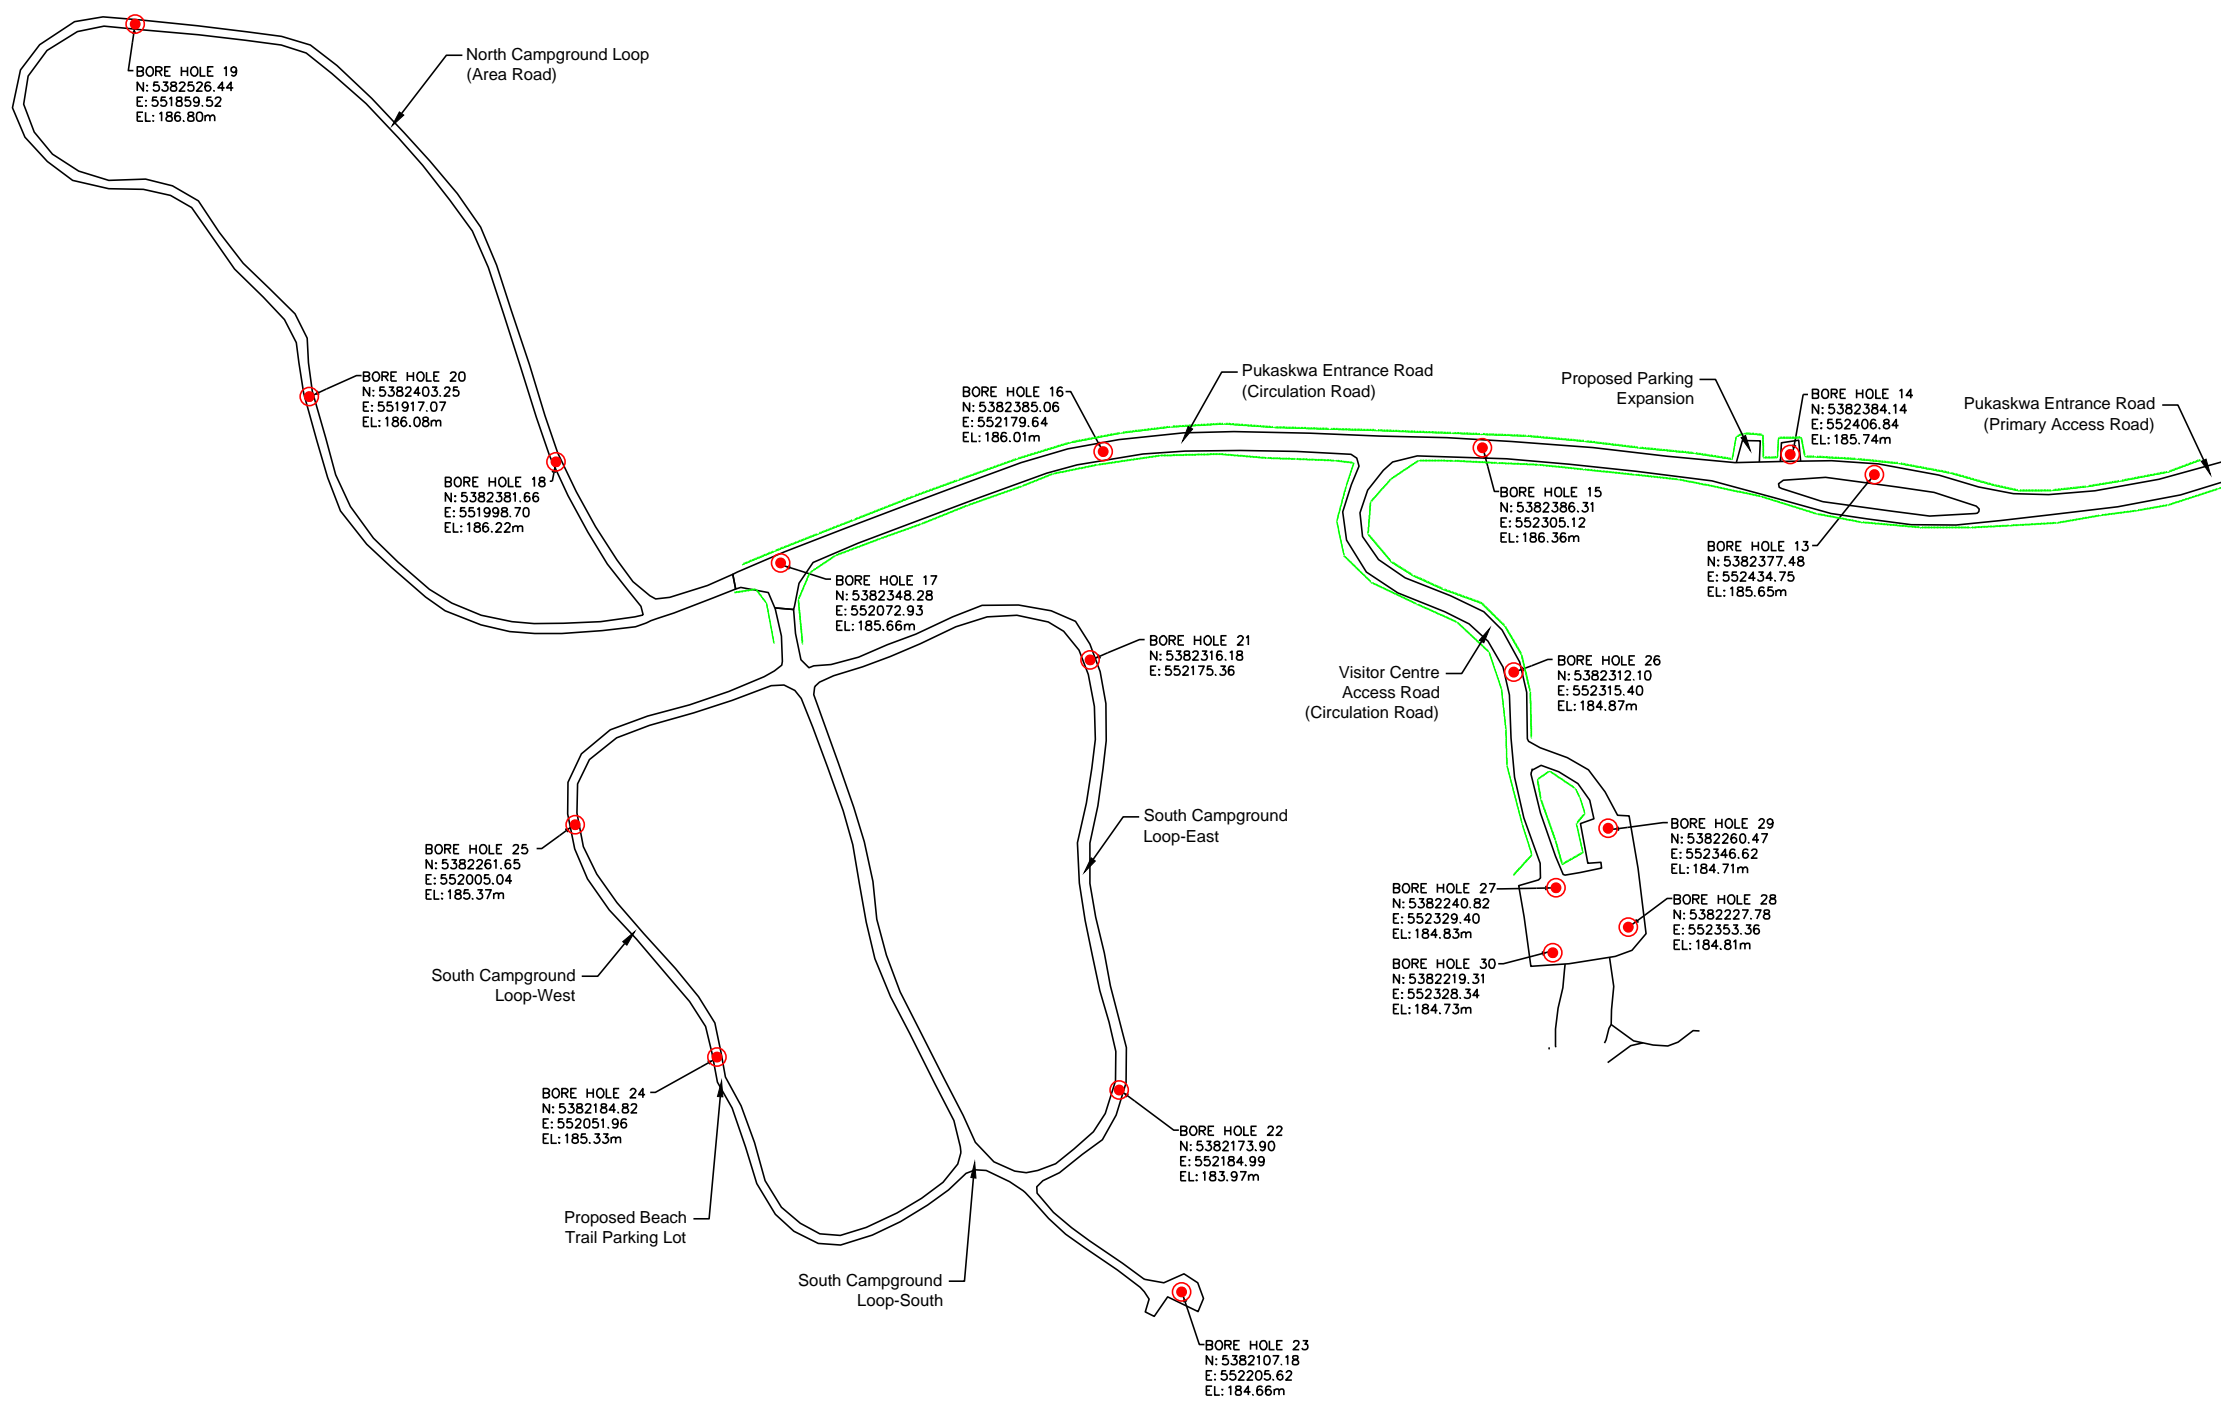 North Campground Loop
(Area Road)
BORE HOLE 19
N: 5382526.44
E: 551859.52
EL: 186.80m
BORE HOLE 20
N: 5382403.25
E: 551917.07
EL: 186.08m
BORE HOLE 18
N: 5382381.66
E: 551998.70
EL: 186.22m
BORE HOLE 16
N: 5382385.06
E: 552179.64
EL: 186.01m
Pukaskwa Entrance Road
(Circulation Road)
Proposed Parking
Expansion
BORE HOLE 14
N: 5382384.14
E: 552406.84
EL: 185.74m
Pukaskwa Entrance Road
(Primary Access Road)
BORE HOLE 15
N: 5382386.31
E: 552305.12
EL: 186.36m
BORE HOLE 13
N: 5382377.48
E: 552434.75
EL: 185.65m
BORE HOLE 17
N: 5382348.28
E: 552072.93
EL: 185.66m
BORE HOLE 21
N: 5382316.18
E: 552175.36
Visitor Centre
Access Road
(Circulation Road)
BORE HOLE 26
N: 5382312.10
E: 552315.40
EL: 184.87m
South Campground
Loop-East
BORE HOLE 25
N: 5382261.65
E: 552005.04
EL: 185.37m
BORE HOLE 29
N: 5382260.47
E: 552346.62
EL: 184.71m
BORE HOLE 27
N: 5382240.82
E: 552329.40
EL: 184.83m
BORE HOLE 28
N: 5382227.78
E: 552353.36
EL: 184.81m
BORE HOLE 30
N: 5382219.31
E: 552328.34
EL: 184.73m
South Campground
Loop-West
BORE HOLE 24
N: 5382184.82
E: 552051.96
EL: 185.33m
BORE HOLE 22
N: 5382173.90
E: 552184.99
EL: 183.97m
Proposed Beach
Trail Parking Lot
South Campground
Loop-South
BORE HOLE 23
N: 5382107.18
E: 552205.62
EL: 184.66m